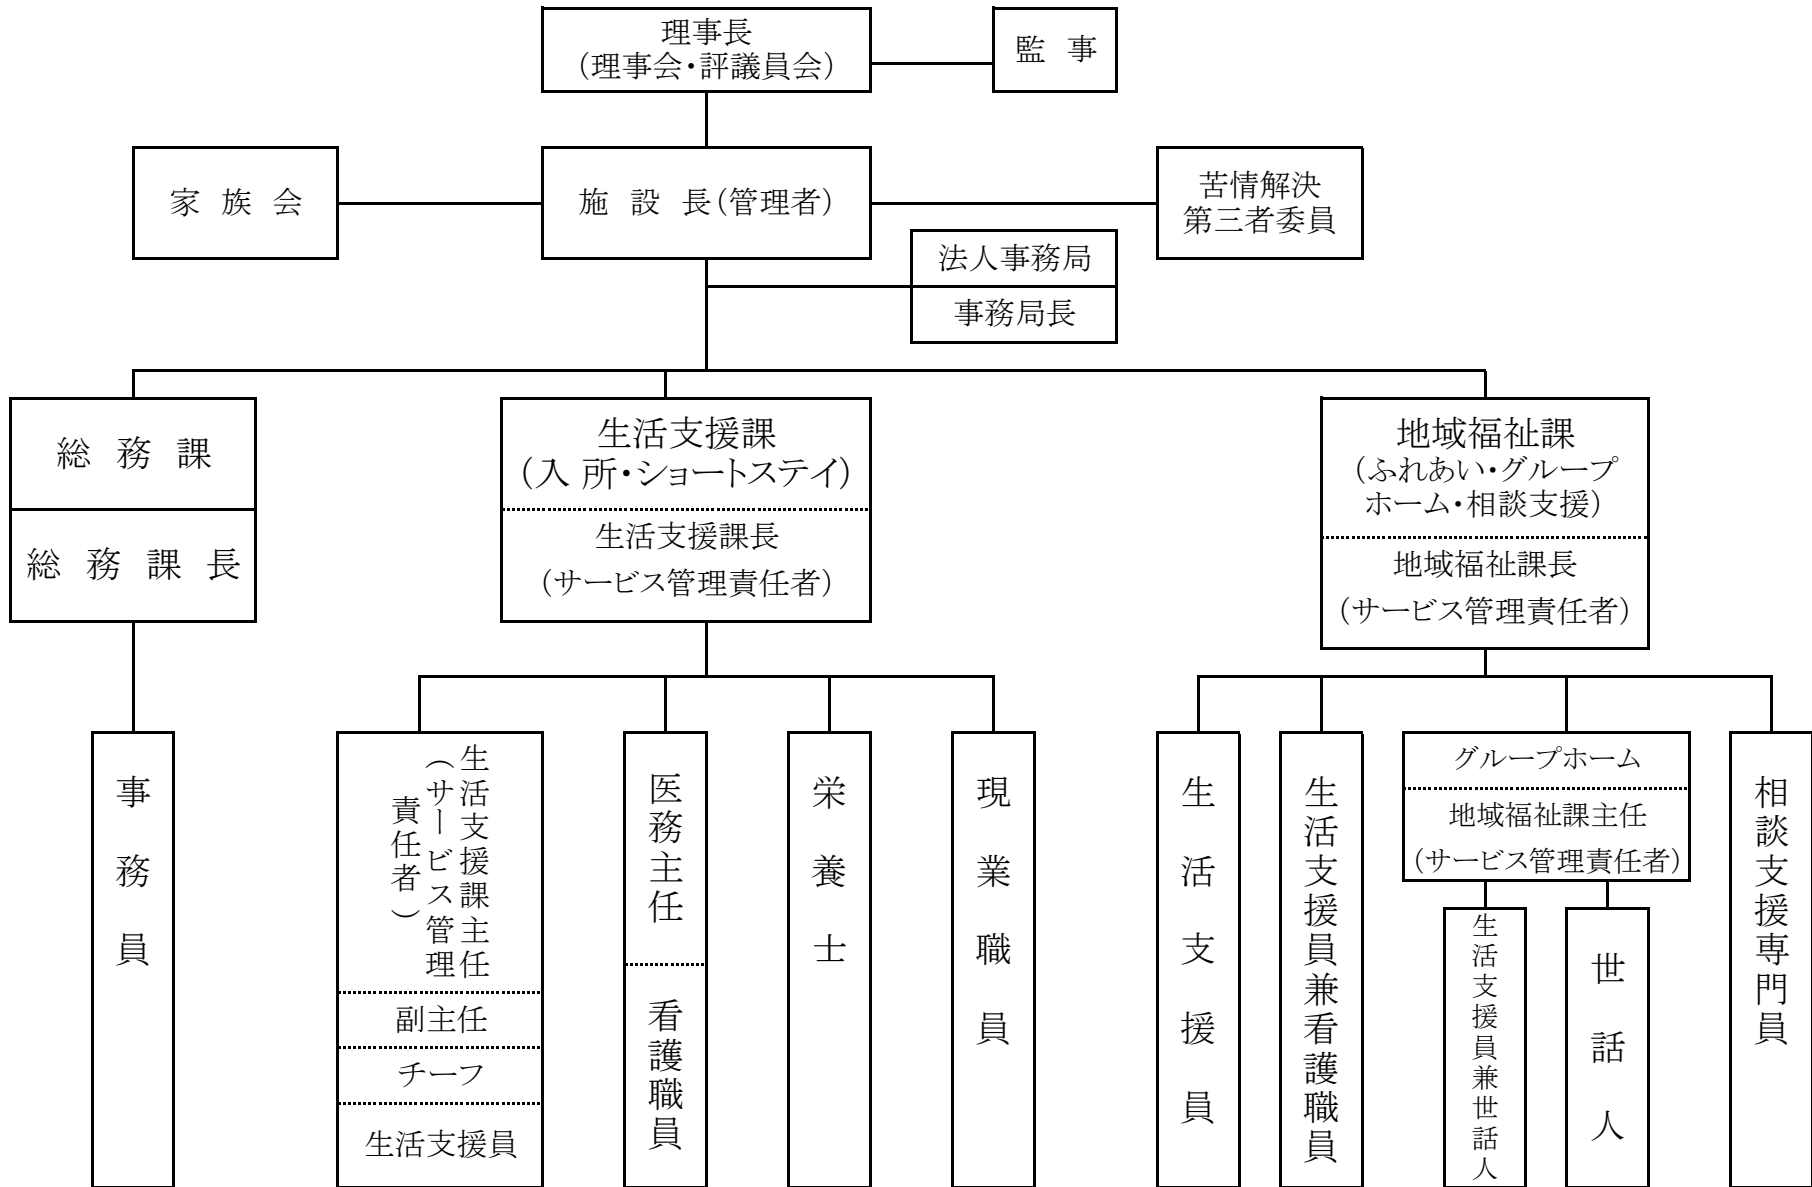 理事長
(理事会・評議員会)
監 事
家 族 会
施 設 長(管理者)
苦情解決
第三者委員
法人事務局
事務局長
総 務 課
総 務 課 長
生活支援課
(入 所・ショートステイ)
生活支援課長
(サービス管理責任者)
地域福祉課
(ふれあい・グループ
ホーム・相談支援)
地域福祉課長
(サービス管理責任者)
事務員
生活支援課主任
(サービス管理
責任者)
副主任
チーフ
生活支援員
医務主任
看護職員
栄養士
現業職員
生活支援員
生活支援員兼看護職員
グループホーム
地域福祉課主任
(サービス管理責任者)
生活支援員兼世話人
世話人
相談支援専門員